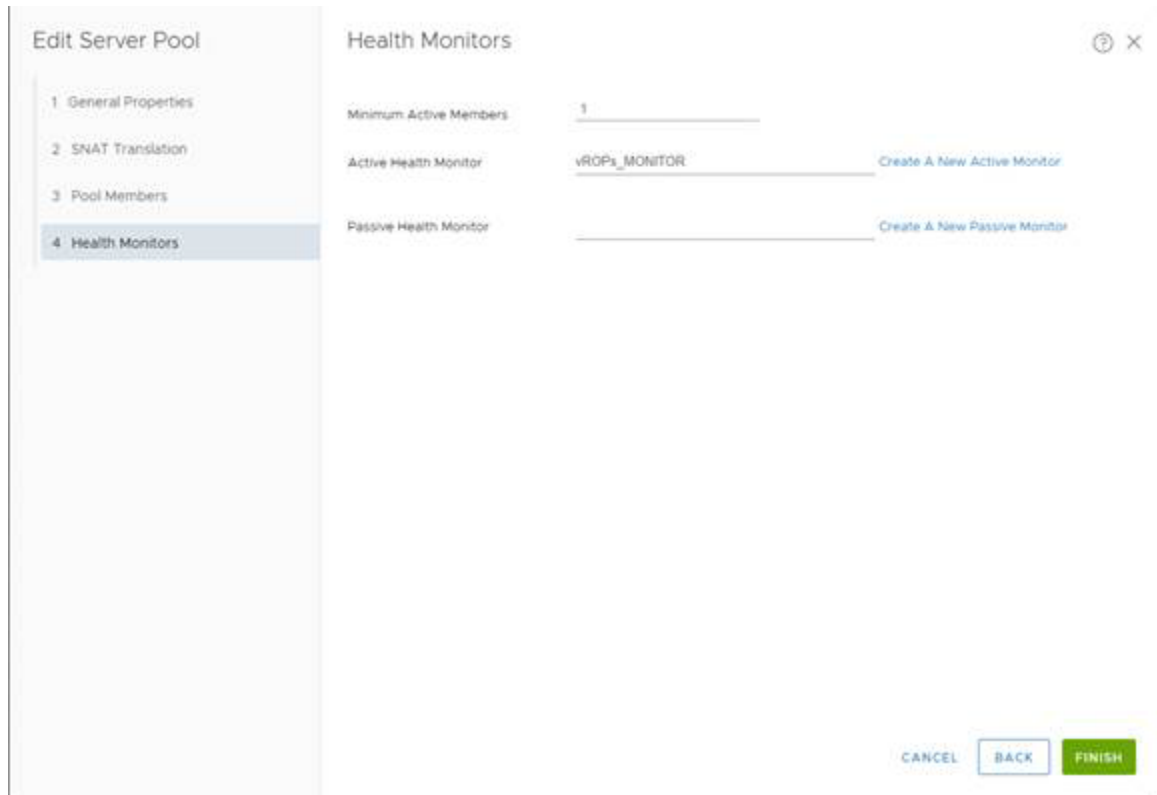 Edit Server Pool
1 General Properties
2 SNAT Translation
3 Pool Members
4 Health Monitors
Health Monitors
Minimum Active Members 1
Active Health Monitor vROPs_MONITOR Create A New Active Monitor
Passive Health Monitor Create A New Passive Monitor
CANCEL BACK FINISH